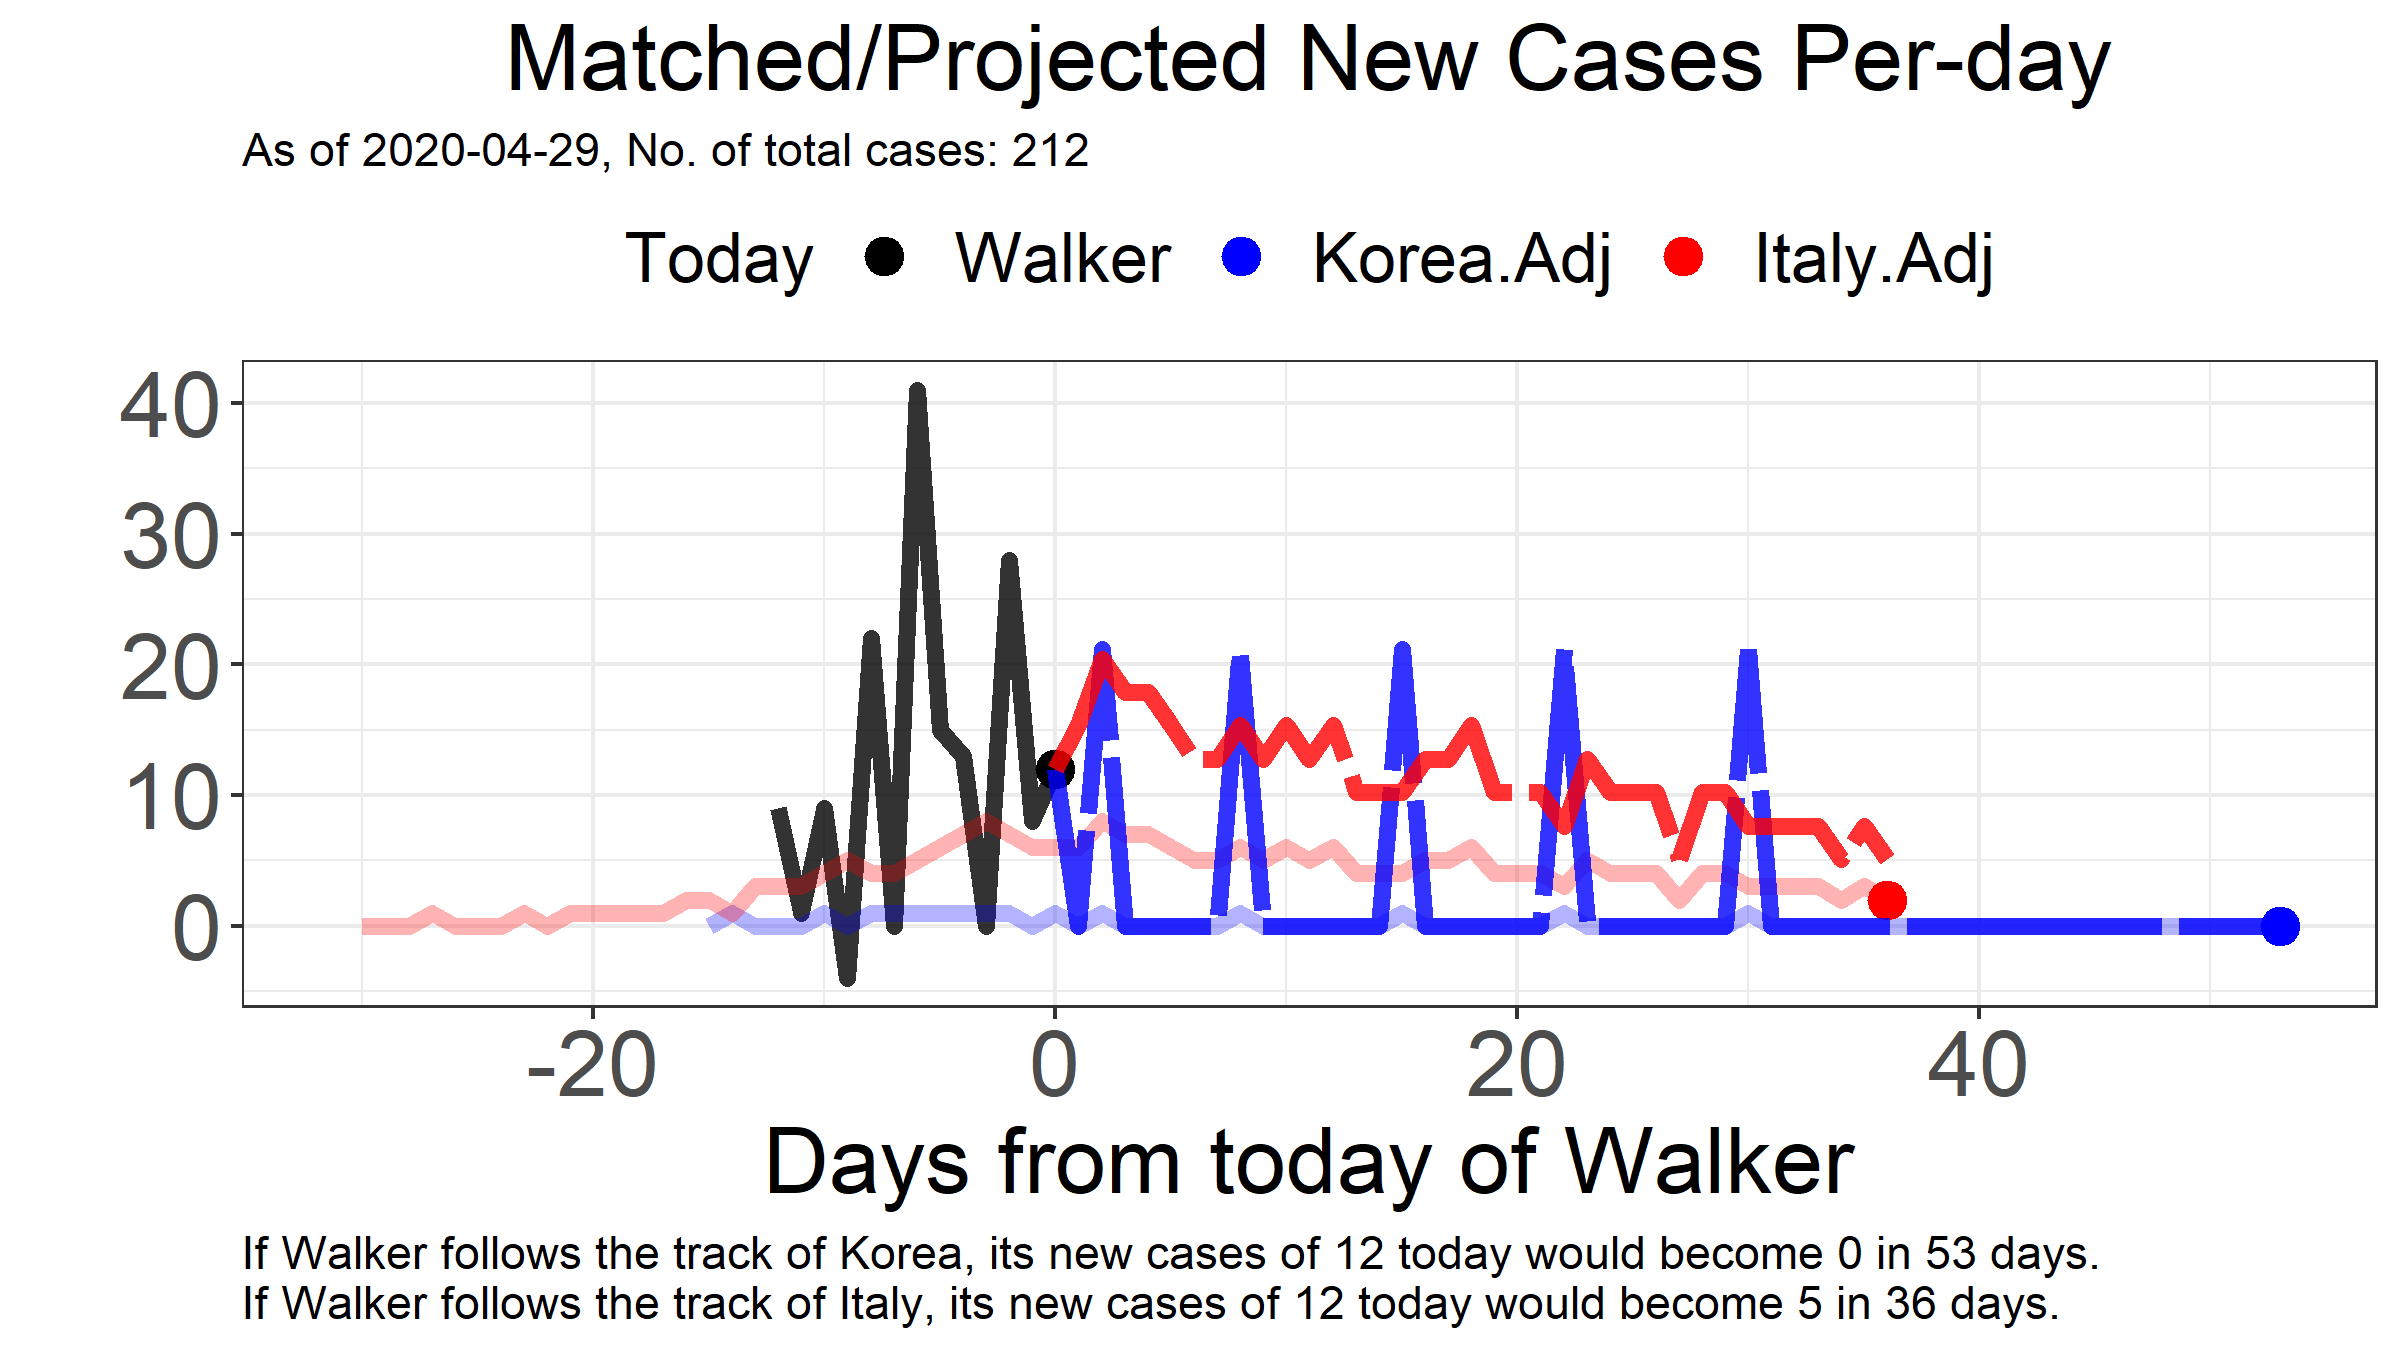 Matched/Projected New Cases Per-day
As of 2020-04-29, No. of total cases: 212
Today Walker Korea.Adj Italy.Adj
40
30
20
10
0
-20 0 20 40
Days from today of Walker
If Walker follows the track of Korea, its new cases of 12 today would become 0 in 53 days.
If Walker follows the track of Italy, its new cases of 12 today would become 5 in 36 days.